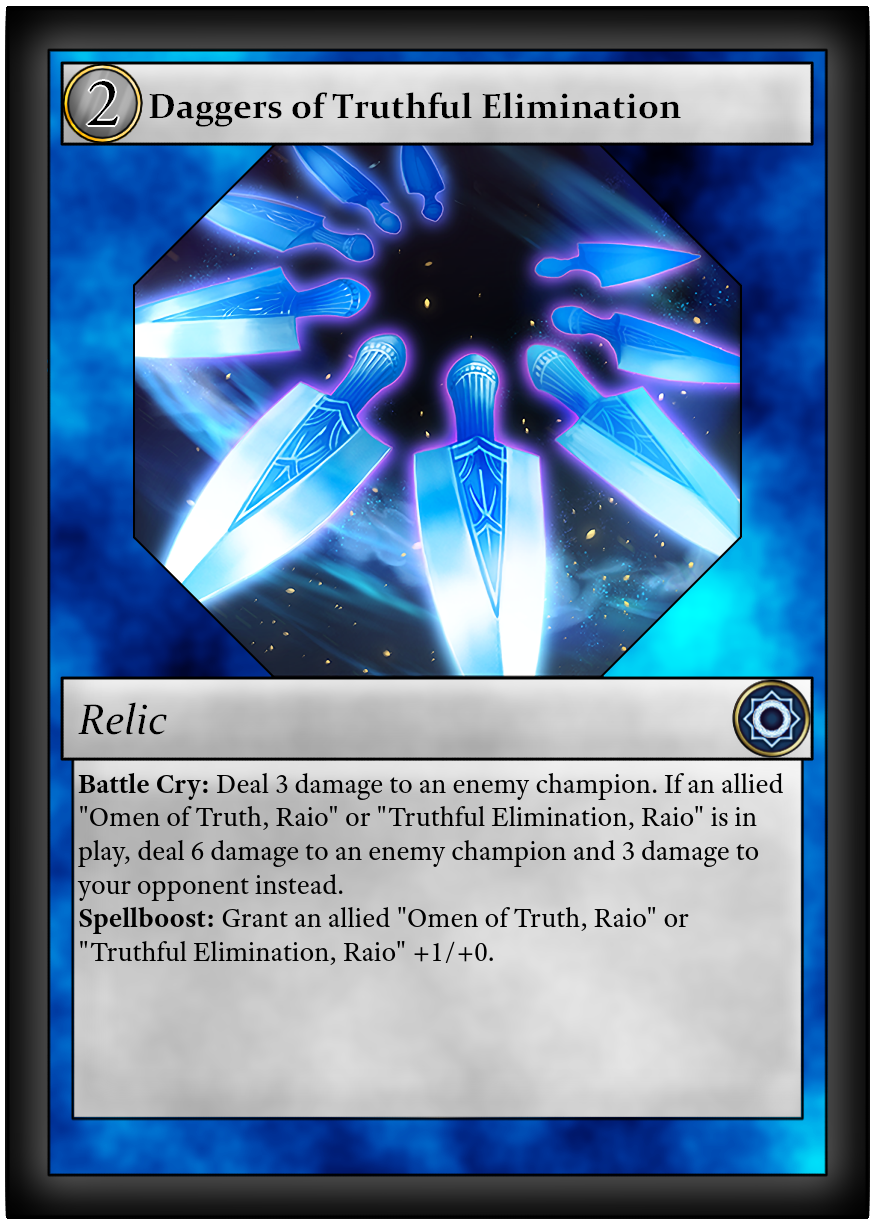 2 Daggers of Truthful Elimination
Relic
Battle Cry: Deal 3 damage to an enemy champion. If an allied
"Omen of Truth, Raio" or "Truthful Elimination, Raio" is in
play, deal 6 damage to an enemy champion and 3 damage to
your opponent instead.
Spellboost: Grant an allied "Omen of Truth, Raio" or
"Truthful Elimination, Raio" +1/+0.